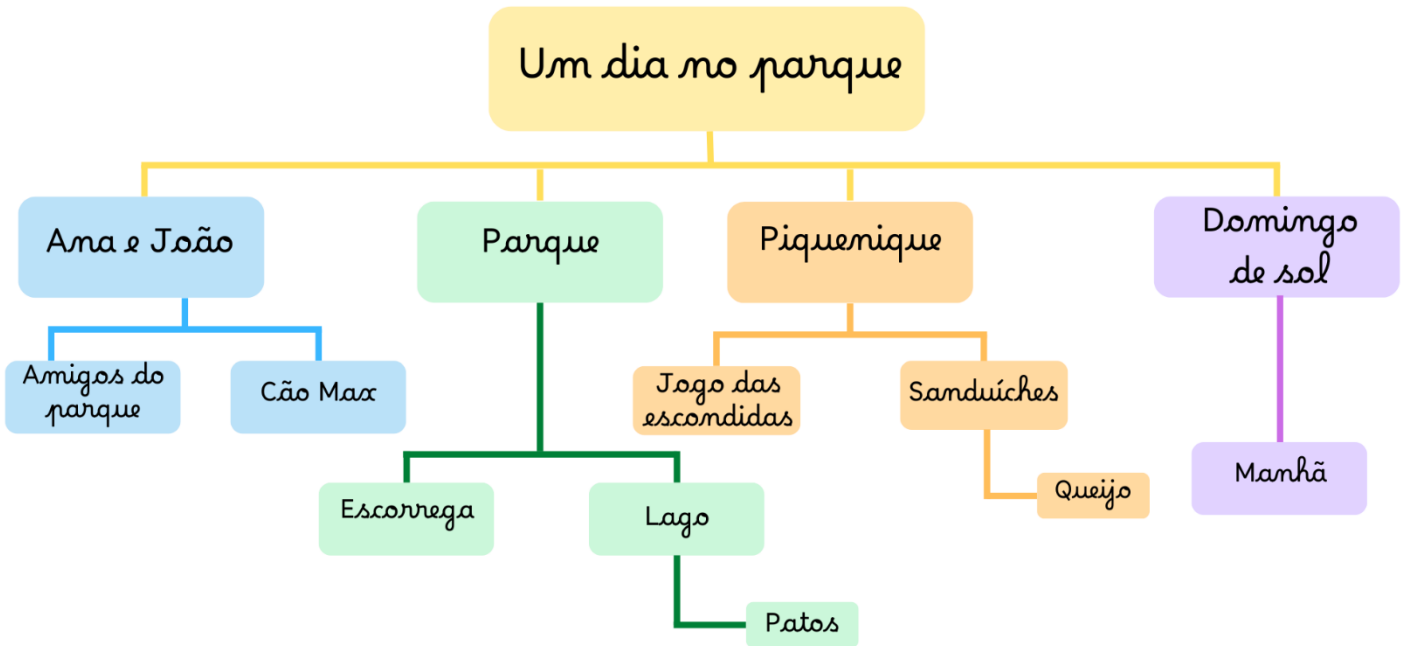 Um dia no parque
Ana e João
Parque
Piquenique
Domingo
de sol
Amigos do
parque
Cão Max
Jogo das
escondidas
Sanduíches
Queijo
Manhã
Escorrega
Lago
Patos